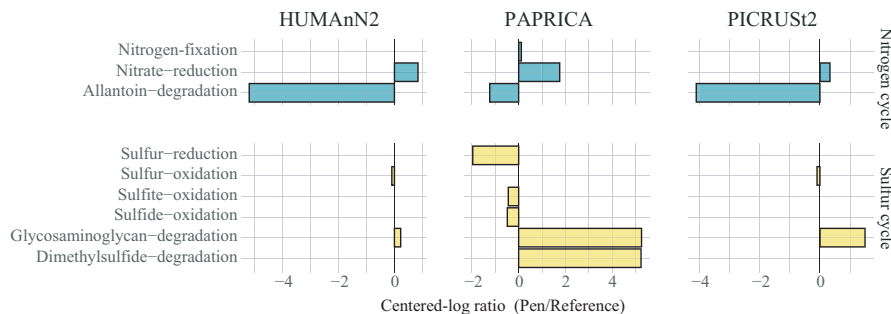 HUMAnN2 PAPRICA PICRUSt2
Nitrogen−fixation
Nitrate−reduction
Allantoin−degradation
Nitrogen cycle
Sulfur−reduction
Sulfur−oxidation
Sulfite−oxidation
Sulfide−oxidation
Glycosaminoglycan−degradation
Dimethylsulfide−degradation
Sulfur cycle
−4 −2 0 −2 0 2 4 −4 −2 0
Centered−log ratio (Pen/Reference)